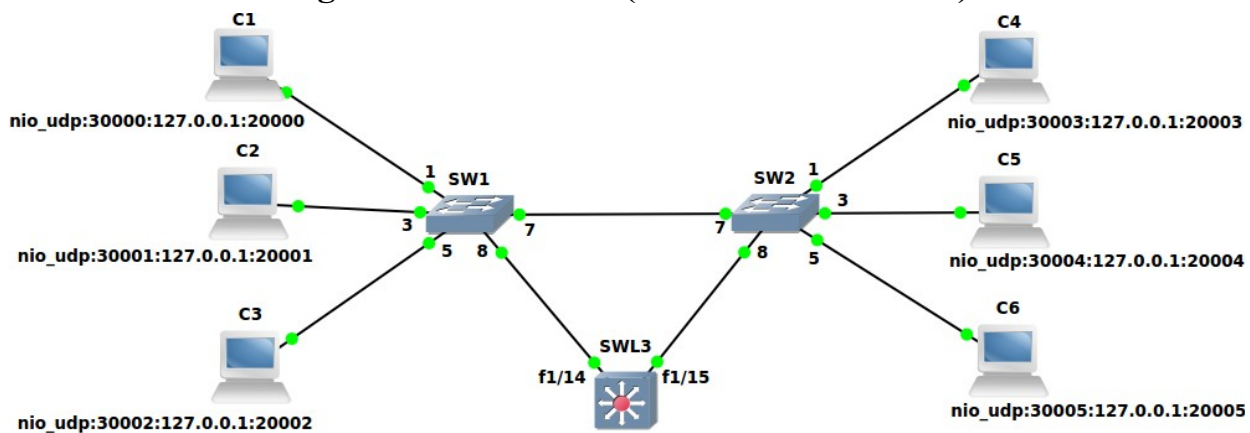 C1
nio_udp:30000:127.0.0.1:20000
C2
nio_udp:30001:127.0.0.1:20001
C3
nio_udp:30002:127.0.0.1:20002
SW1
1
3
5
8
7
SW2
7
1
3
5
8
SWL3
f1/14
f1/15
C4
nio_udp:30003:127.0.0.1:20003
C5
nio_udp:30004:127.0.0.1:20004
C6
nio_udp:30005:127.0.0.1:20005